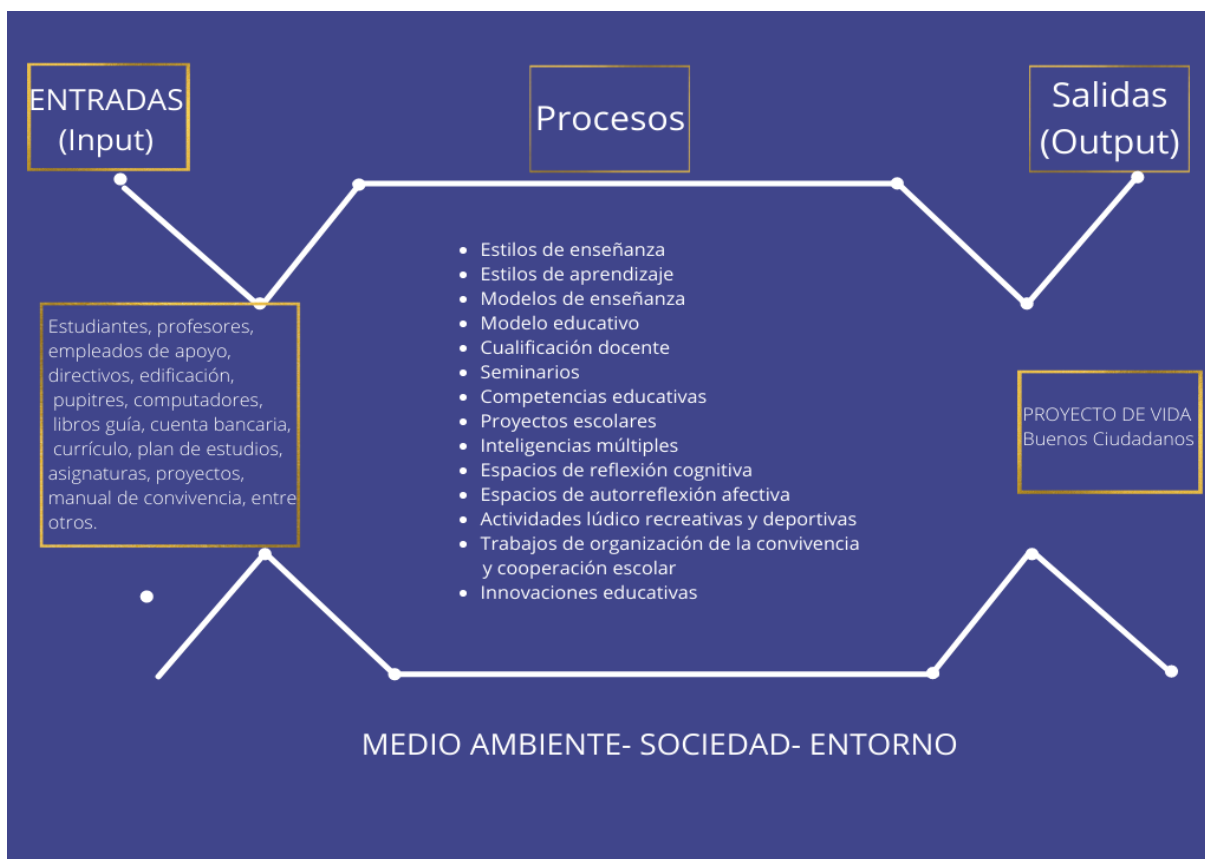 ENTRADAS
(Input)
Procesos
Salidas
(Output)
Estudiantes, profesores,
empleados de apoyo,
directivos, edificación,
pupitres, computadores,
libros guía, cuenta bancaria,
currículo, plan de estudios,
asignaturas, proyectos,
manual de convivencia, entre
otros.
• Estilos de enseñanza
• Estilos de aprendizaje
• Modelos de enseñanza
• Modelo educativo
• Cualificación docente
• Seminarios
• Competencias educativas
• Proyectos escolares
• Inteligencias múltiples
• Espacios de reflexión cognitiva
• Espacios de autorreflexión afectiva
• Actividades lúdico recreativas y deportivas
• Trabajos de organización de la convivencia
y cooperación escolar
• Innovaciones educativas
PROYECTO DE VIDA
Buenos Ciudadanos
MEDIO AMBIENTE- SOCIEDAD- ENTORNO